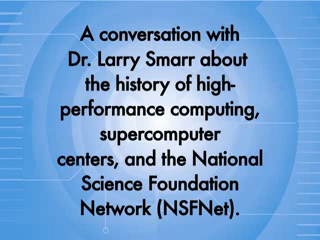 A conversation with
Dr. Larry Smarr about
the history of high-
performance computing,
supercomputer
centers, and the National
Science Foundation
Network (NSFNet).